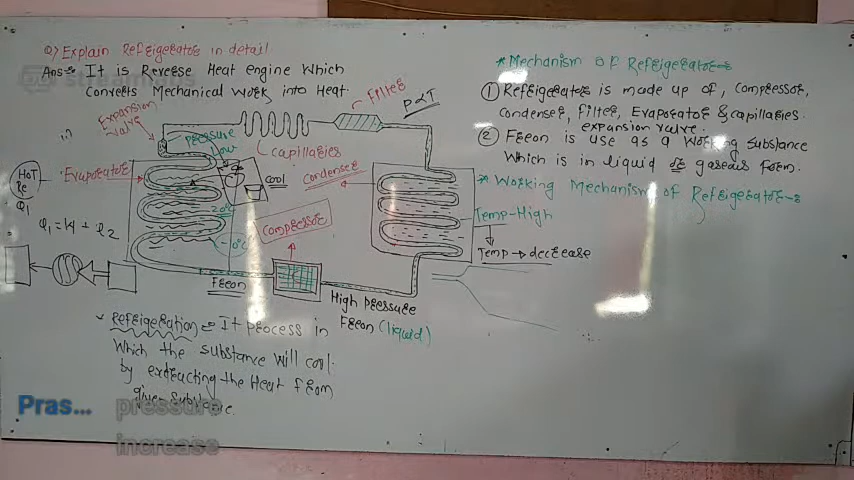 Q) Explain Refrigerator in detail
Ans:- It is Reverse Heat engine Which
Converts Mechanical Work into Heat.
Expansion
valve
Pressure
low
capillaries
filter
P∝T
HOT
Evaporator
cool
Condenser
Q1
Q1 = W + Q2
0°C
-0°C
Compressor
Temp-High
Temp → decrease
Freon
High Pressure
Freon (liquid)
Refrigeration = It Process in
Which the substance will cool
by extracting the Heat from
given substance.
* Mechanism of Refrigerator:-
① Refrigerator is made up of, Compressor,
Condenser, filter, Evaporator & capillaries.
expansion valve.
② Freon is use as a working substance
Which is in liquid or gaseous form.
* Working Mechanism of Refrigerator:-
Pras... pressure
increase